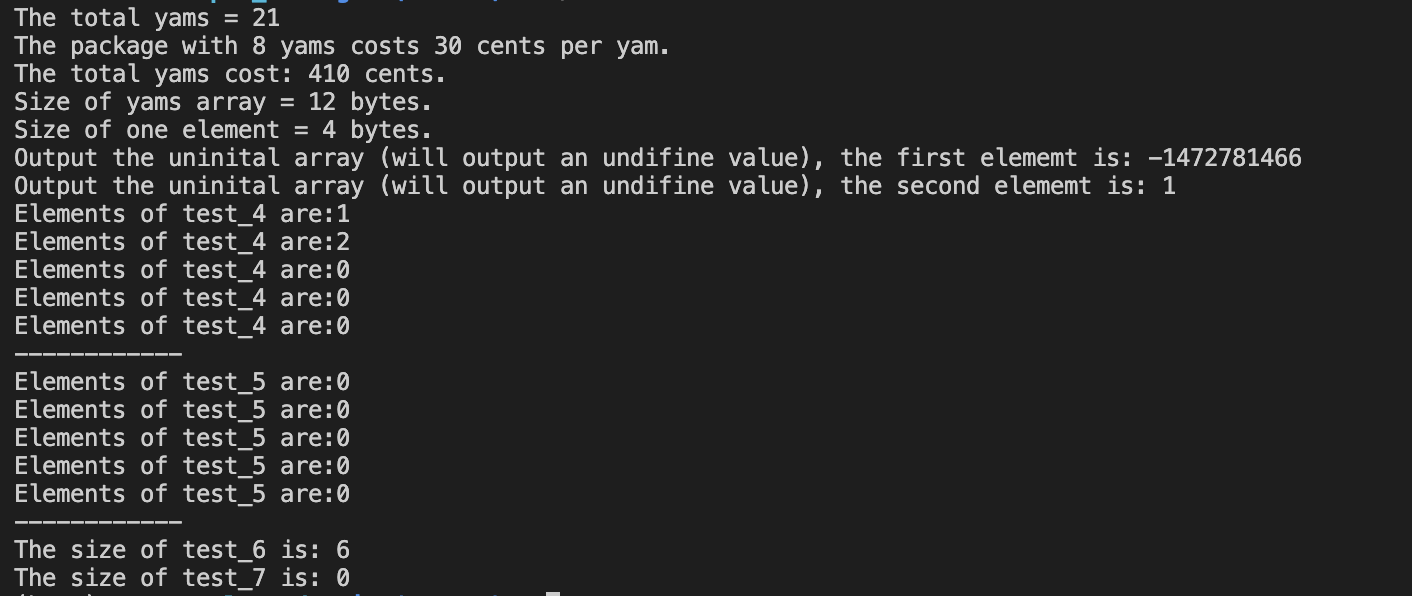 The total yams = 21
The package with 8 yams costs 30 cents per yam.
The total yams cost: 410 cents.
Size of yams array = 12 bytes.
Size of one element = 4 bytes.
Output the uninital array (will output an undifine value), the first elememt is: -1472781466
Output the uninital array (will output an undifine value), the second elememt is: 1
Elements of test_4 are:1
Elements of test_4 are:2
Elements of test_4 are:0
Elements of test_4 are:0
Elements of test_4 are:0
------------
Elements of test_5 are:0
Elements of test_5 are:0
Elements of test_5 are:0
Elements of test_5 are:0
Elements of test_5 are:0
------------
The size of test_6 is: 6
The size of test_7 is: 0